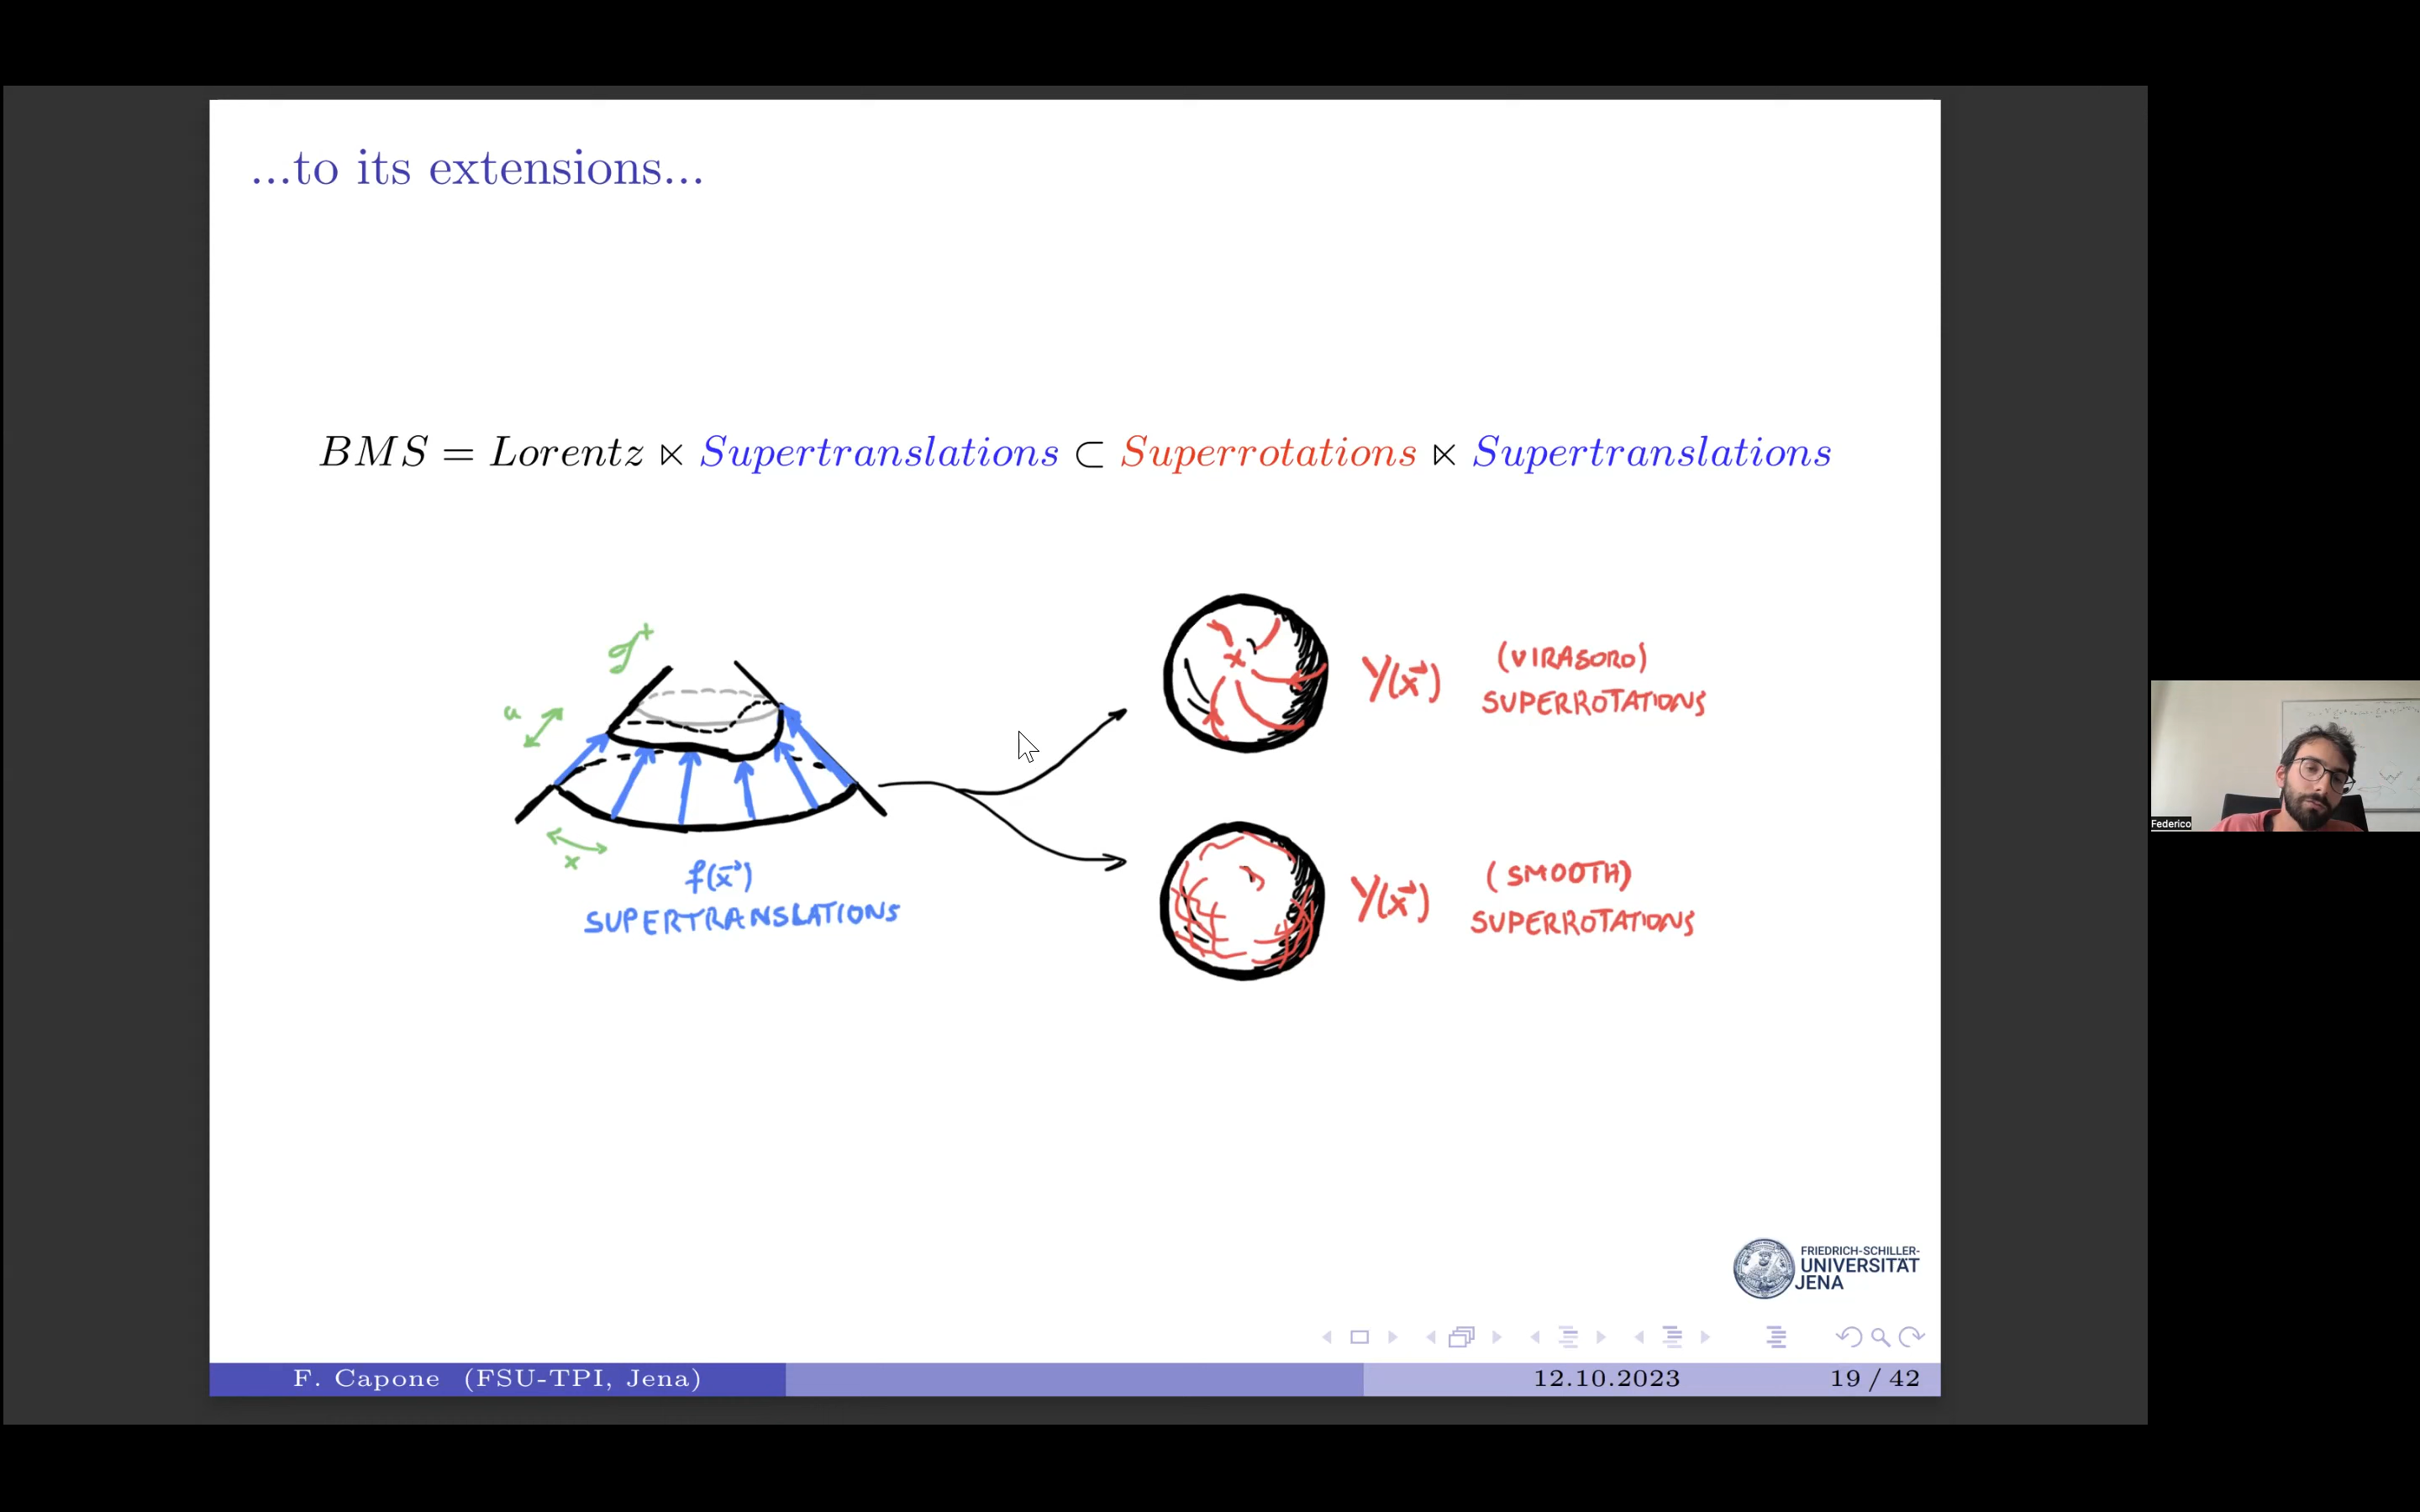 ...to its extensions...
BMS = Lorentz ⋉ Supertranslations ⊂ Superrotations ⋉ Supertranslations
𝒥⁺
u
x
f(x⃗)
SUPERTRANSLATIONS
Y(x⃗)
(VIRASORO)
SUPERROTATIONS
Y(x⃗)
(SMOOTH)
SUPERROTATIONS
FRIEDRICH-SCHILLER-
UNIVERSITÄT
JENA
F. Capone (FSU-TPI, Jena)
12.10.2023
19 / 42
Federico